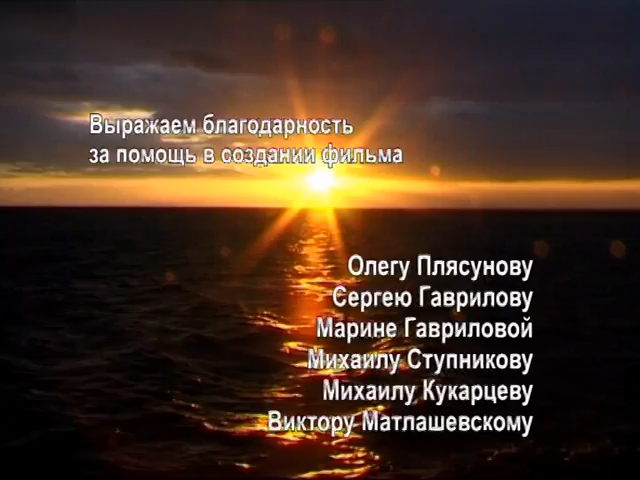 Выражаем благодарность
за помощь в создании фильма
Олегу Плясунову
Сергею Гаврилову
Марине Гавриловой
Михаилу Ступникову
Михаилу Кукарцеву
Виктору Матлашевскому